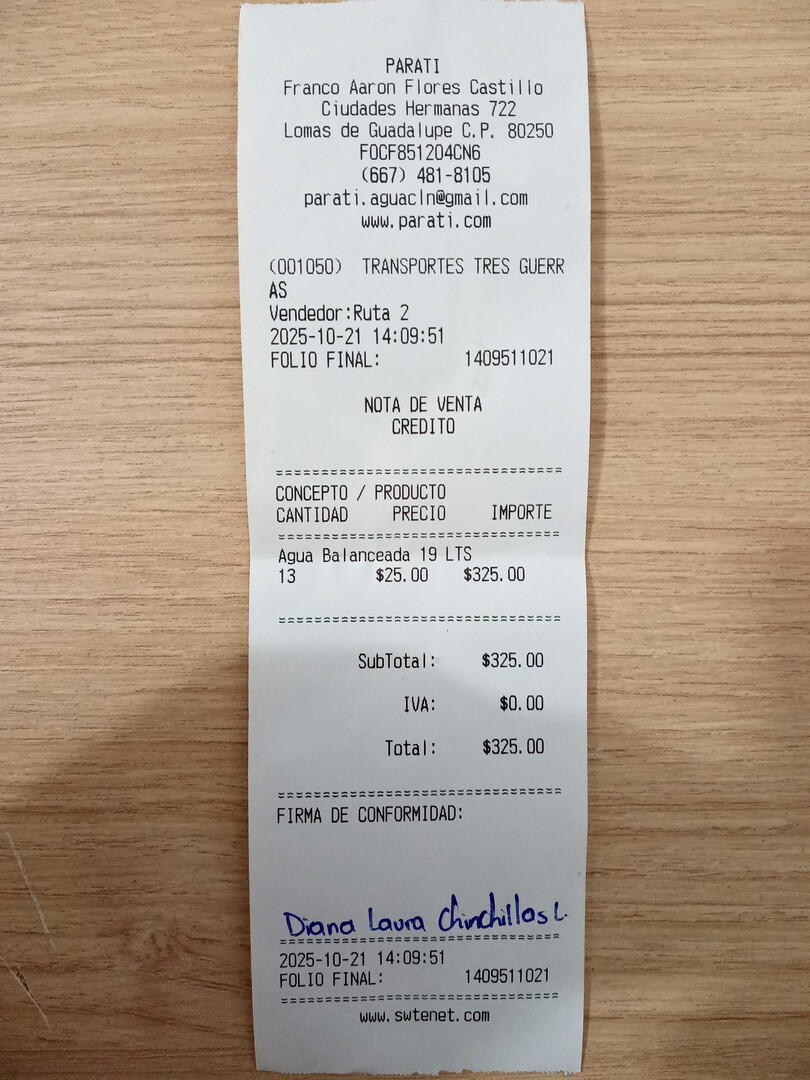 PARATI
Franco Aaron Flores Castillo
Ciudades Hermanas 722
Lomas de Guadalupe C.P. 80250
FOCF851204CN6
(667) 481-8105
parati.aguacln@gmail.com
www.parati.com
(001050) TRANSPORTES TRES GUERR
AS
Vendedor:Ruta 2
2025-10-21 14:09:51
FOLIO FINAL: 1409511021
NOTA DE VENTA
CREDITO
================================
CONCEPTO / PRODUCTO
CANTIDAD PRECIO IMPORTE
================================
Agua Balanceada 19 LTS
13 $25.00 $325.00
================================
SubTotal: $325.00
IVA: $0.00
Total: $325.00
================================
FIRMA DE CONFORMIDAD:
Diana Laura Chinchillas L.
================================
2025-10-21 14:09:51
FOLIO FINAL: 1409511021
================================
www.swtenet.com